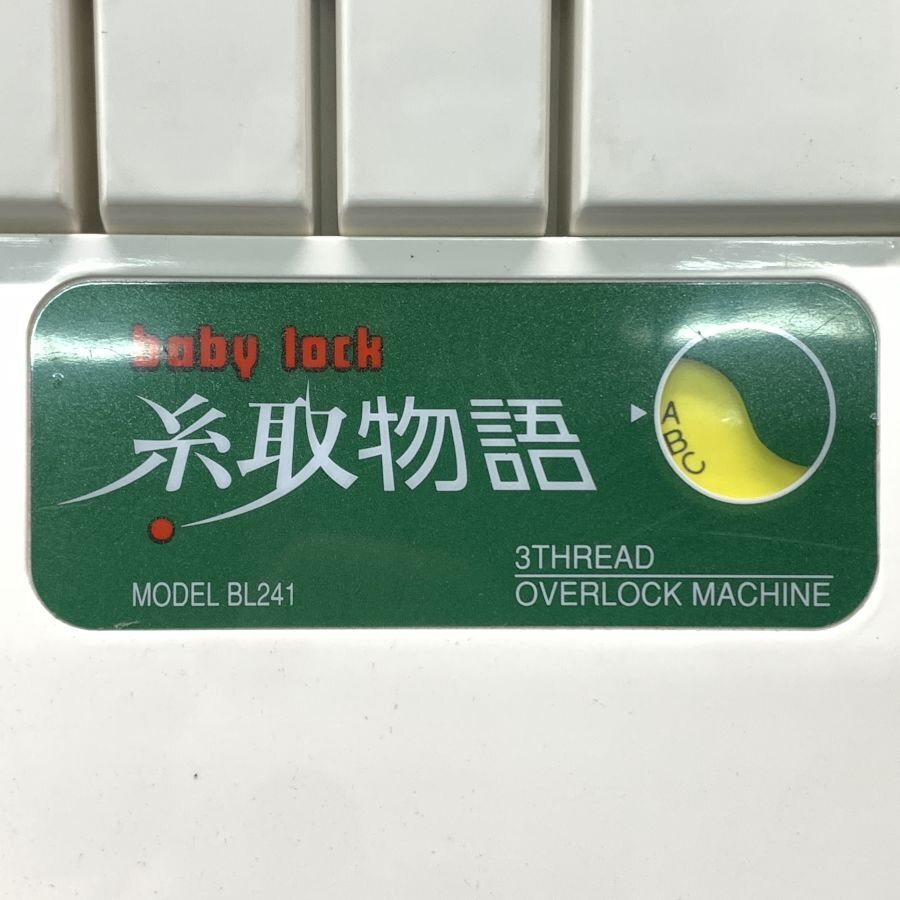 baby lock
糸取物語
ABC
MODEL BL241
3THREAD
OVERLOCK MACHINE